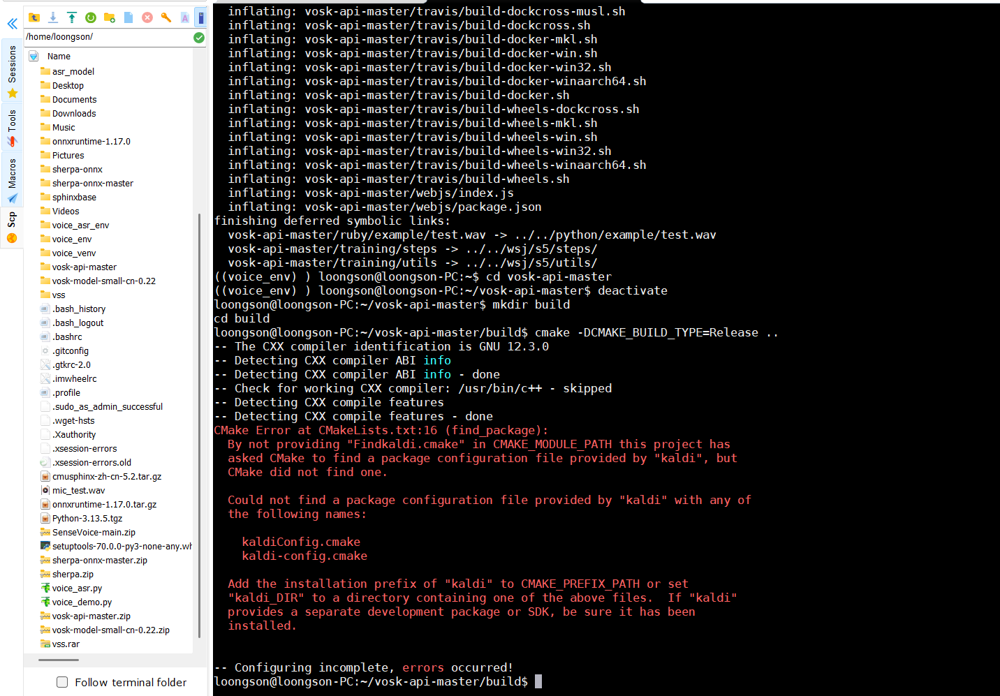 /home/loongson/
Sessions
Tools
Macros
Scp
Name
asr_model
Desktop
Documents
Downloads
Music
onnxruntime-1.17.0
Pictures
sherpa-onnx
sherpa-onnx-master
sphinxbase
Videos
voice_asr_env
voice_env
voice_venv
vosk-api-master
vosk-model-small-cn-0.22
vss
.bash_history
.bash_logout
.bashrc
.gitconfig
.gtkrc-2.0
.imwheelrc
.profile
.sudo_as_admin_successful
.wget-hsts
.Xauthority
.xsession-errors
.xsession-errors.old
cmusphinx-zh-cn-5.2.tar.gz
mic_test.wav
onnxruntime-1.17.0.tar.gz
Python-3.13.5.tgz
SenseVoice-main.zip
setuptools-70.0.0-py3-none-any.wh
sherpa-onnx-master.zip
sherpa.zip
voice_asr.py
voice_demo.py
vosk-api-master.zip
vosk-model-small-cn-0.22.zip
vss.rar
Follow terminal folder
inflating: vosk-api-master/travis/build-dockcross-musl.sh
inflating: vosk-api-master/travis/build-dockcross.sh
inflating: vosk-api-master/travis/build-docker-mkl.sh
inflating: vosk-api-master/travis/build-docker-win.sh
inflating: vosk-api-master/travis/build-docker-win32.sh
inflating: vosk-api-master/travis/build-docker-winaarch64.sh
inflating: vosk-api-master/travis/build-docker.sh
inflating: vosk-api-master/travis/build-wheels-dockcross.sh
inflating: vosk-api-master/travis/build-wheels-mkl.sh
inflating: vosk-api-master/travis/build-wheels-win.sh
inflating: vosk-api-master/travis/build-wheels-win32.sh
inflating: vosk-api-master/travis/build-wheels-winaarch64.sh
inflating: vosk-api-master/travis/build-wheels.sh
inflating: vosk-api-master/webjs/index.js
inflating: vosk-api-master/webjs/package.json
finishing deferred symbolic links:
vosk-api-master/ruby/example/test.wav -> ../../python/example/test.wav
vosk-api-master/training/steps -> ../../wsj/s5/steps/
vosk-api-master/training/utils -> ../../wsj/s5/utils/
((voice_env) ) loongson@loongson-PC:~$ cd vosk-api-master
((voice_env) ) loongson@loongson-PC:~/vosk-api-master$ deactivate
loongson@loongson-PC:~/vosk-api-master$ mkdir build
cd build
loongson@loongson-PC:~/vosk-api-master/build$ cmake -DCMAKE_BUILD_TYPE=Release ..
-- The CXX compiler identification is GNU 12.3.0
-- Detecting CXX compiler ABI info
-- Detecting CXX compiler ABI info - done
-- Check for working CXX compiler: /usr/bin/c++ - skipped
-- Detecting CXX compile features
-- Detecting CXX compile features - done
CMake Error at CMakeLists.txt:16 (find_package):
By not providing "Findkaldi.cmake" in CMAKE_MODULE_PATH this project has
asked CMake to find a package configuration file provided by "kaldi", but
CMake did not find one.
Could not find a package configuration file provided by "kaldi" with any of
the following names:
kaldiConfig.cmake
kaldi-config.cmake
Add the installation prefix of "kaldi" to CMAKE_PREFIX_PATH or set
"kaldi_DIR" to a directory containing one of the above files.  If "kaldi"
provides a separate development package or SDK, be sure it has been
installed.
-- Configuring incomplete, errors occurred!
loongson@loongson-PC:~/vosk-api-master/build$